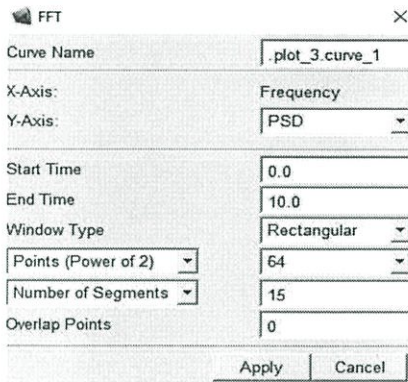 FFT
Curve Name .plot_3.curve_1
X-Axis: Frequency
Y-Axis: PSD
Start Time 0.0
End Time 10.0
Window Type Rectangular
Points (Power of 2) 64
Number of Segments 15
Overlap Points 0
Apply Cancel